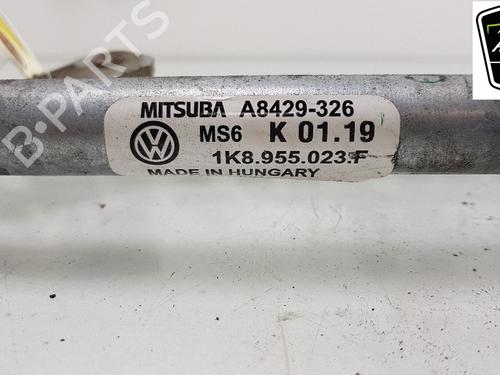 MITSUBA A8429-326
MS6 K 01.19
1K8.955.023 F
MADE IN HUNGARY
B-PARTS